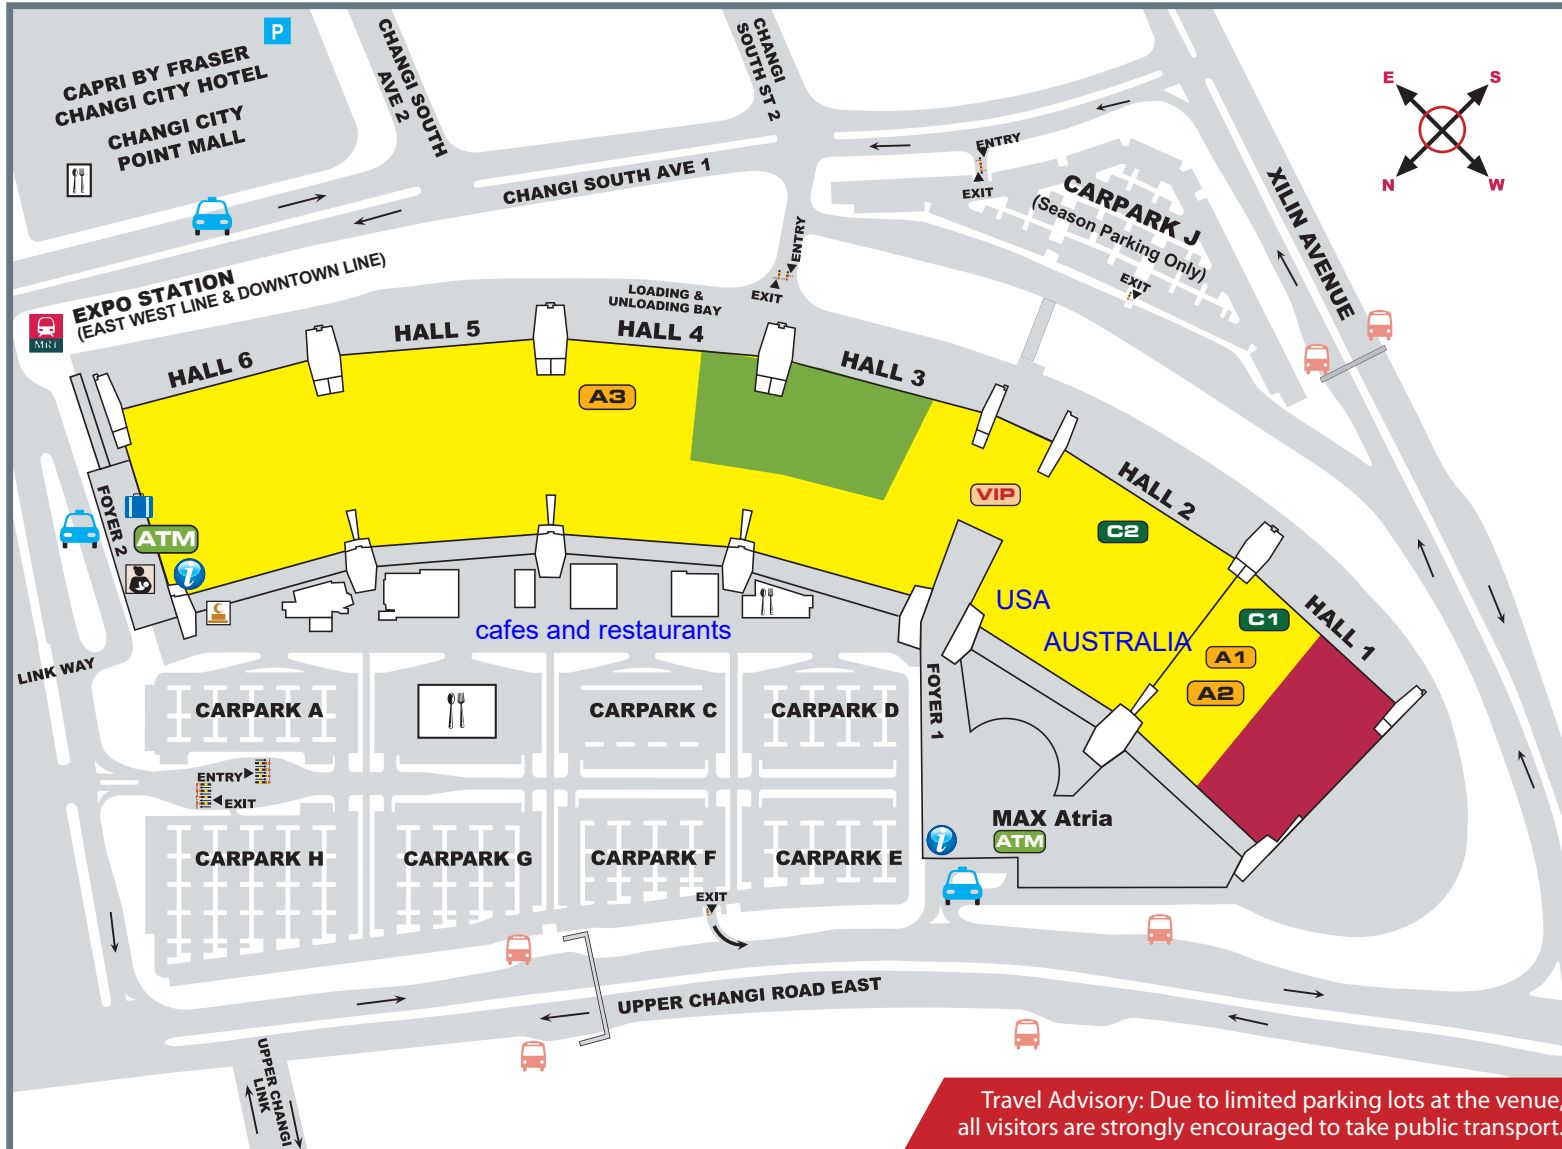 P
CAPRI BY FRASER
CHANGI CITY HOTEL
CHANGI CITY
POINT MALL
CHANGI SOUTH
AVE 2
CHANGI
SOUTH ST 2
CHANGI SOUTH AVE 1
ENTRY
EXIT
CARPARK J
(Season Parking Only)
EXIT
XILIN AVENUE
E
S
N
W
ENTRY
EXIT
EXPO STATION
(EAST WEST LINE & DOWNTOWN LINE)
MRT
LOADING &
UNLOADING BAY
HALL 6
HALL 5
HALL 4
HALL 3
HALL 2
HALL 1
A3
VIP
C2
C1
A1
A2
USA
AUSTRALIA
FOYER 2
ATM
i
cafes and restaurants
LINK WAY
FOYER 1
CARPARK A
CARPARK C
CARPARK D
ENTRY
EXIT
MAX Atria
ATM
i
CARPARK H
CARPARK G
CARPARK F
CARPARK E
EXIT
UPPER CHANGI ROAD EAST
UPPER CHANGI
LINK
Travel Advisory: Due to limited parking lots at the venue,
all visitors are strongly encouraged to take public transport.